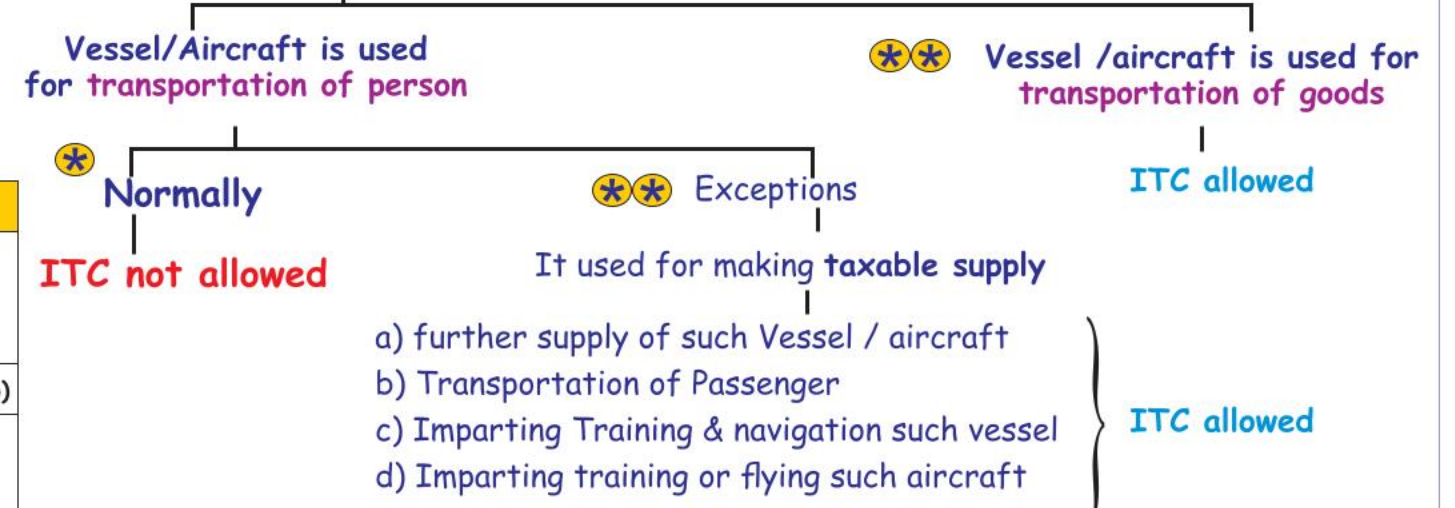 Vessel/Aircraft is used
for transportation of person
** Vessel /aircraft is used for
transportation of goods
ITC allowed
* Normally
ITC not allowed
** Exceptions
It used for making taxable supply
a) further supply of such Vessel / aircraft
b) Transportation of Passenger
c) Imparting Training & navigation such vessel
d) Imparting training or flying such aircraft
ITC allowed
)